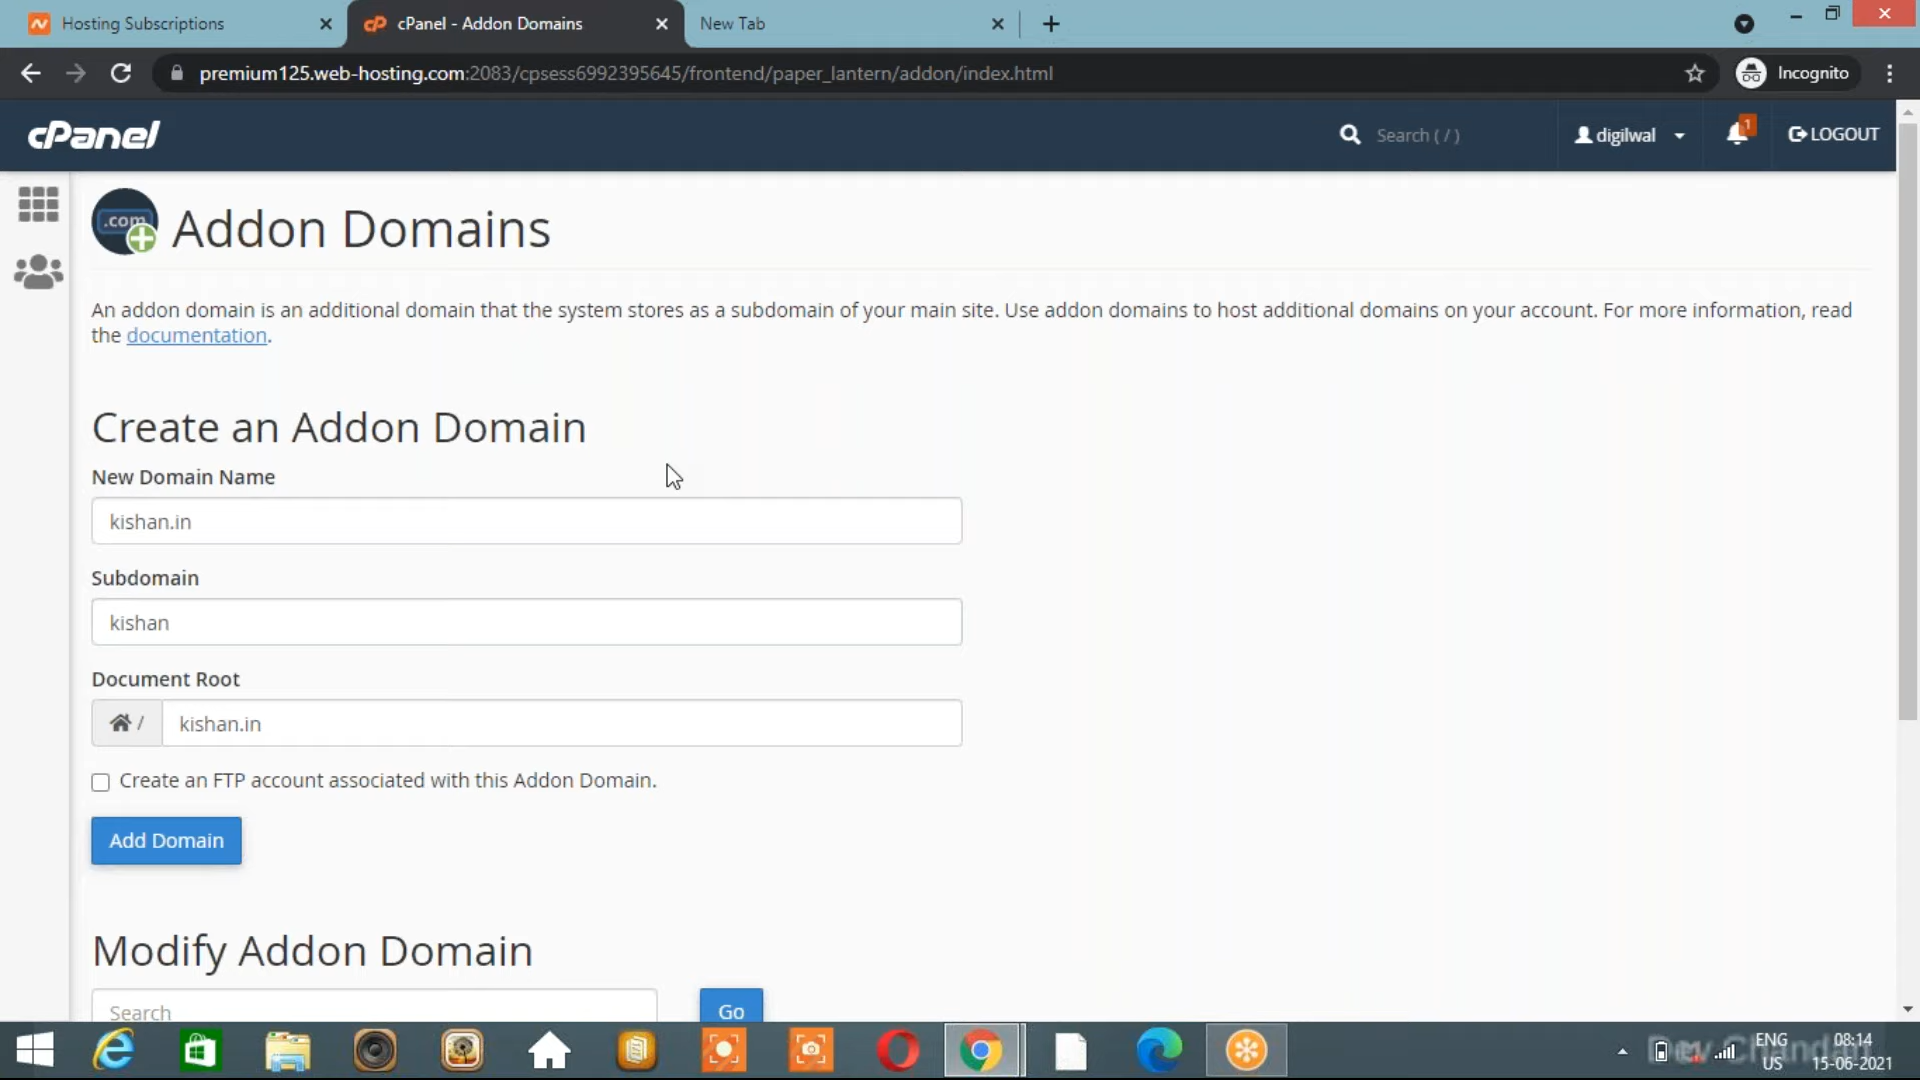 Hosting Subscriptions
cPanel - Addon Domains
New Tab
premium125.web-hosting.com:2083/cpsess6992395645/frontend/paper_lantern/addon/index.html
Incognito
cPanel
Search ( / )
digilwal
1
LOGOUT
.com
Addon Domains
An addon domain is an additional domain that the system stores as a subdomain of your main site. Use addon domains to host additional domains on your account. For more information, read
the documentation.
Create an Addon Domain
New Domain Name
kishan.in
Subdomain
kishan
Document Root
/ kishan.in
Create an FTP account associated with this Addon Domain.
Add Domain
Modify Addon Domain
Search
Go
ENG
US
08:14
15-06-2021
Dev Chandan